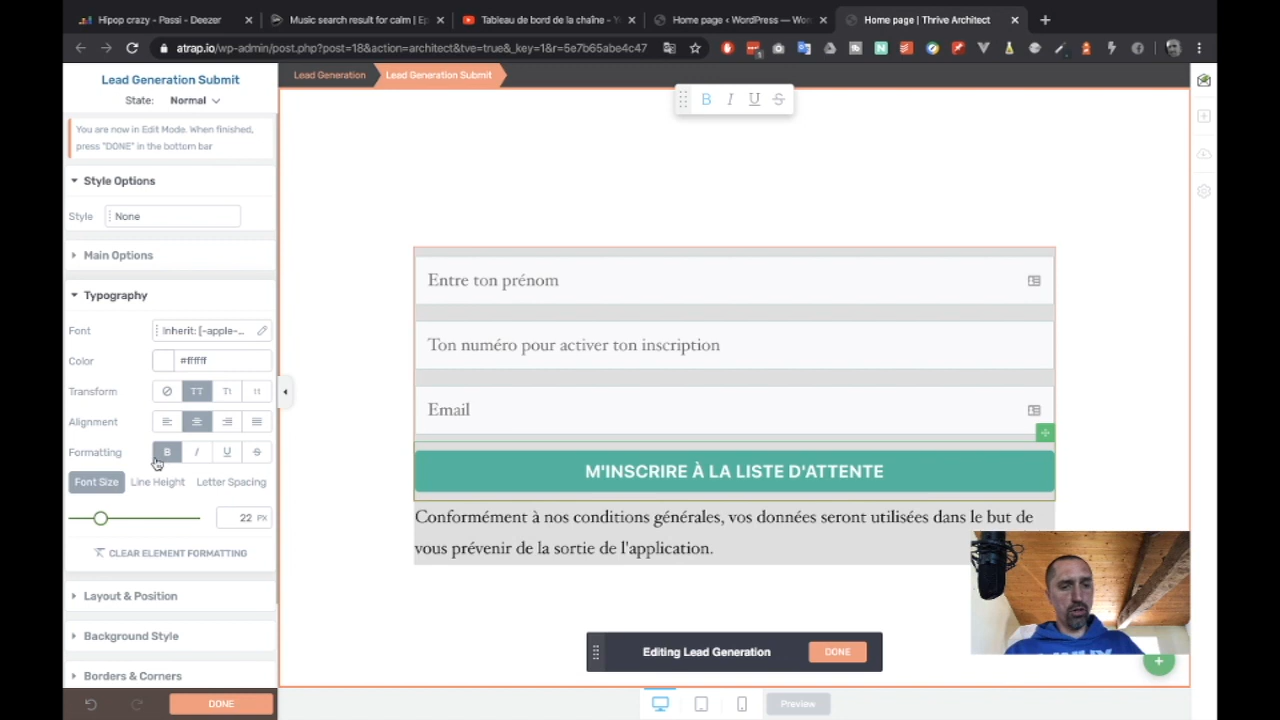 Hipop crazy - Passi - Deezer
Music search result for calm | Ep
Tableau de bord de la chaîne - Y
Home page ‹ WordPress — Wor
Home page | Thrive Architect
atrap.io/wp-admin/post.php?post=18&action=architect&tve=true&_key=1&r=5e7b65abe4c47
Lead Generation Submit
State: Normal
You are now in Edit Mode. When finished,
press "DONE" in the bottom bar
Style Options
Style None
Main Options
Typography
Font Inherit: [-apple-...
Color #ffffff
Transform TT Tt tt
Alignment
Formatting B I U S
Font Size Line Height Letter Spacing
22 PX
CLEAR ELEMENT FORMATTING
Layout & Position
Background Style
Borders & Corners
DONE
Lead Generation Lead Generation Submit
B I U S
Entre ton prénom
Ton numéro pour activer ton inscription
Email
M'INSCRIRE À LA LISTE D'ATTENTE
Conformément à nos conditions générales, vos données seront utilisées dans le but de
vous prévenir de la sortie de l'application.
Editing Lead Generation DONE
Preview